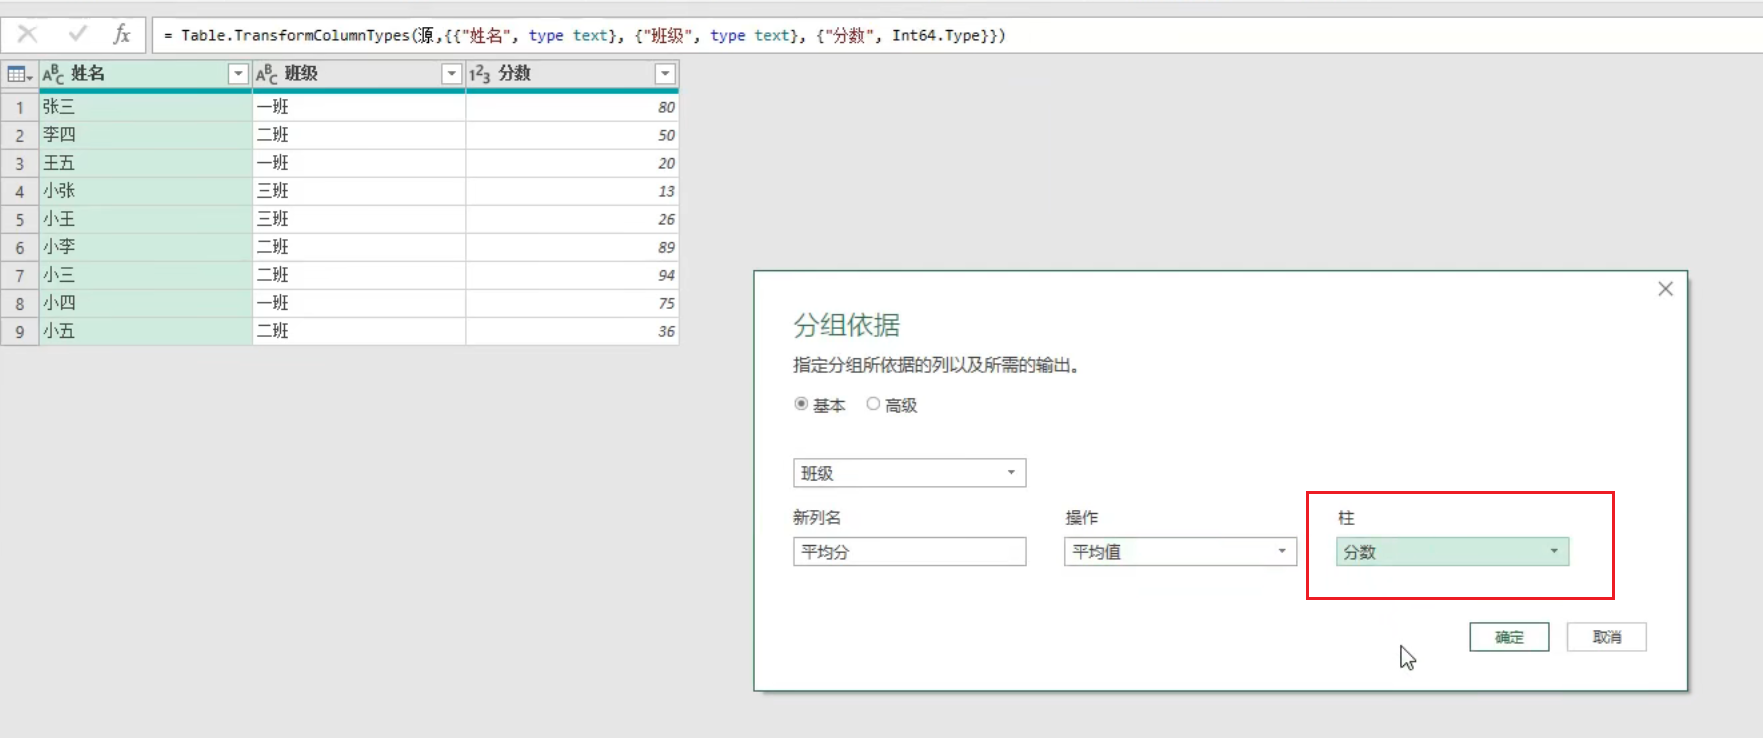 fx = Table.TransformColumnTypes(源,{{"姓名", type text}, {"班级", type text}, {"分数", Int64.Type}})
ABC 姓名 ABC 班级 123 分数
1 张三 一班 80
2 李四 二班 50
3 王五 一班 20
4 小张 三班 13
5 小王 三班 26
6 小李 二班 89
7 小三 二班 94
8 小四 一班 75
9 小五 二班 36
分组依据
指定分组所依据的列以及所需的输出。
基本 高级
班级
新列名 操作 柱
平均分 平均值 分数
确定 取消